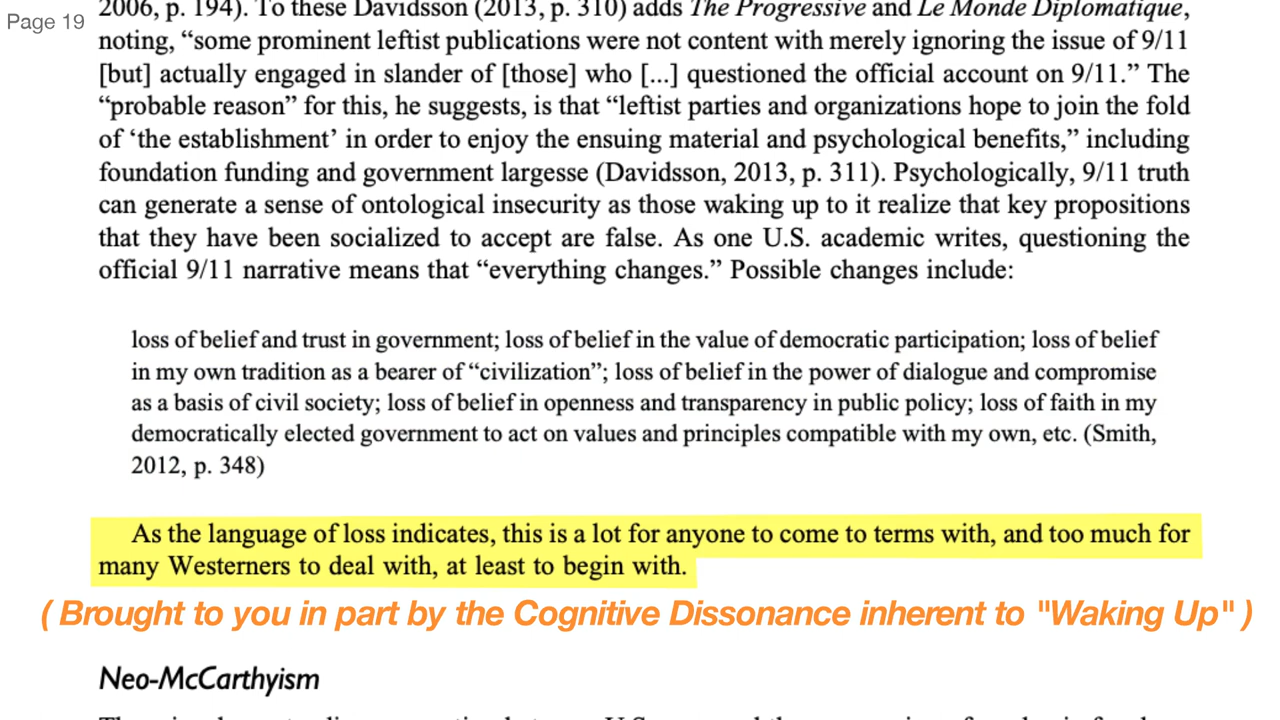 2006, p. 194). To these Davidsson (2013, p. 310) adds The Progressive and Le Monde Diplomatique,
Page 19
noting, “some prominent leftist publications were not content with merely ignoring the issue of 9/11
[but] actually engaged in slander of [those] who [...] questioned the official account on 9/11.” The
“probable reason” for this, he suggests, is that “leftist parties and organizations hope to join the fold
of ‘the establishment’ in order to enjoy the ensuing material and psychological benefits,” including
foundation funding and government largesse (Davidsson, 2013, p. 311). Psychologically, 9/11 truth
can generate a sense of ontological insecurity as those waking up to it realize that key propositions
that they have been socialized to accept are false. As one U.S. academic writes, questioning the
official 9/11 narrative means that “everything changes.” Possible changes include:
loss of belief and trust in government; loss of belief in the value of democratic participation; loss of belief
in my own tradition as a bearer of “civilization”; loss of belief in the power of dialogue and compromise
as a basis of civil society; loss of belief in openness and transparency in public policy; loss of faith in my
democratically elected government to act on values and principles compatible with my own, etc. (Smith,
2012, p. 348)
As the language of loss indicates, this is a lot for anyone to come to terms with, and too much for
many Westerners to deal with, at least to begin with.
( Brought to you in part by the Cognitive Dissonance inherent to "Waking Up" )
Neo-McCarthyism